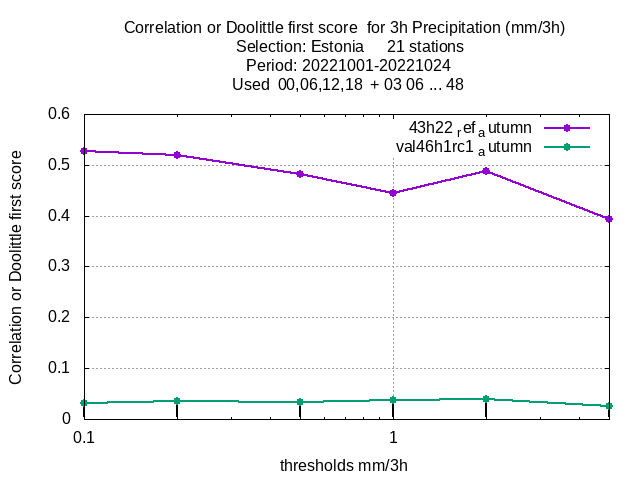 Correlation or Doolittle first score  for 3h Precipitation (mm/3h)
Selection: Estonia     21 stations
Period: 20221001-20221024
Used  00,06,12,18  + 03 06 ... 48
43h22 ref autumn
val46h1rc1 autumn
Correlation or Doolittle first score
0.6
0.5
0.4
0.3
0.2
0.1
0
0.1
1
thresholds mm/3h